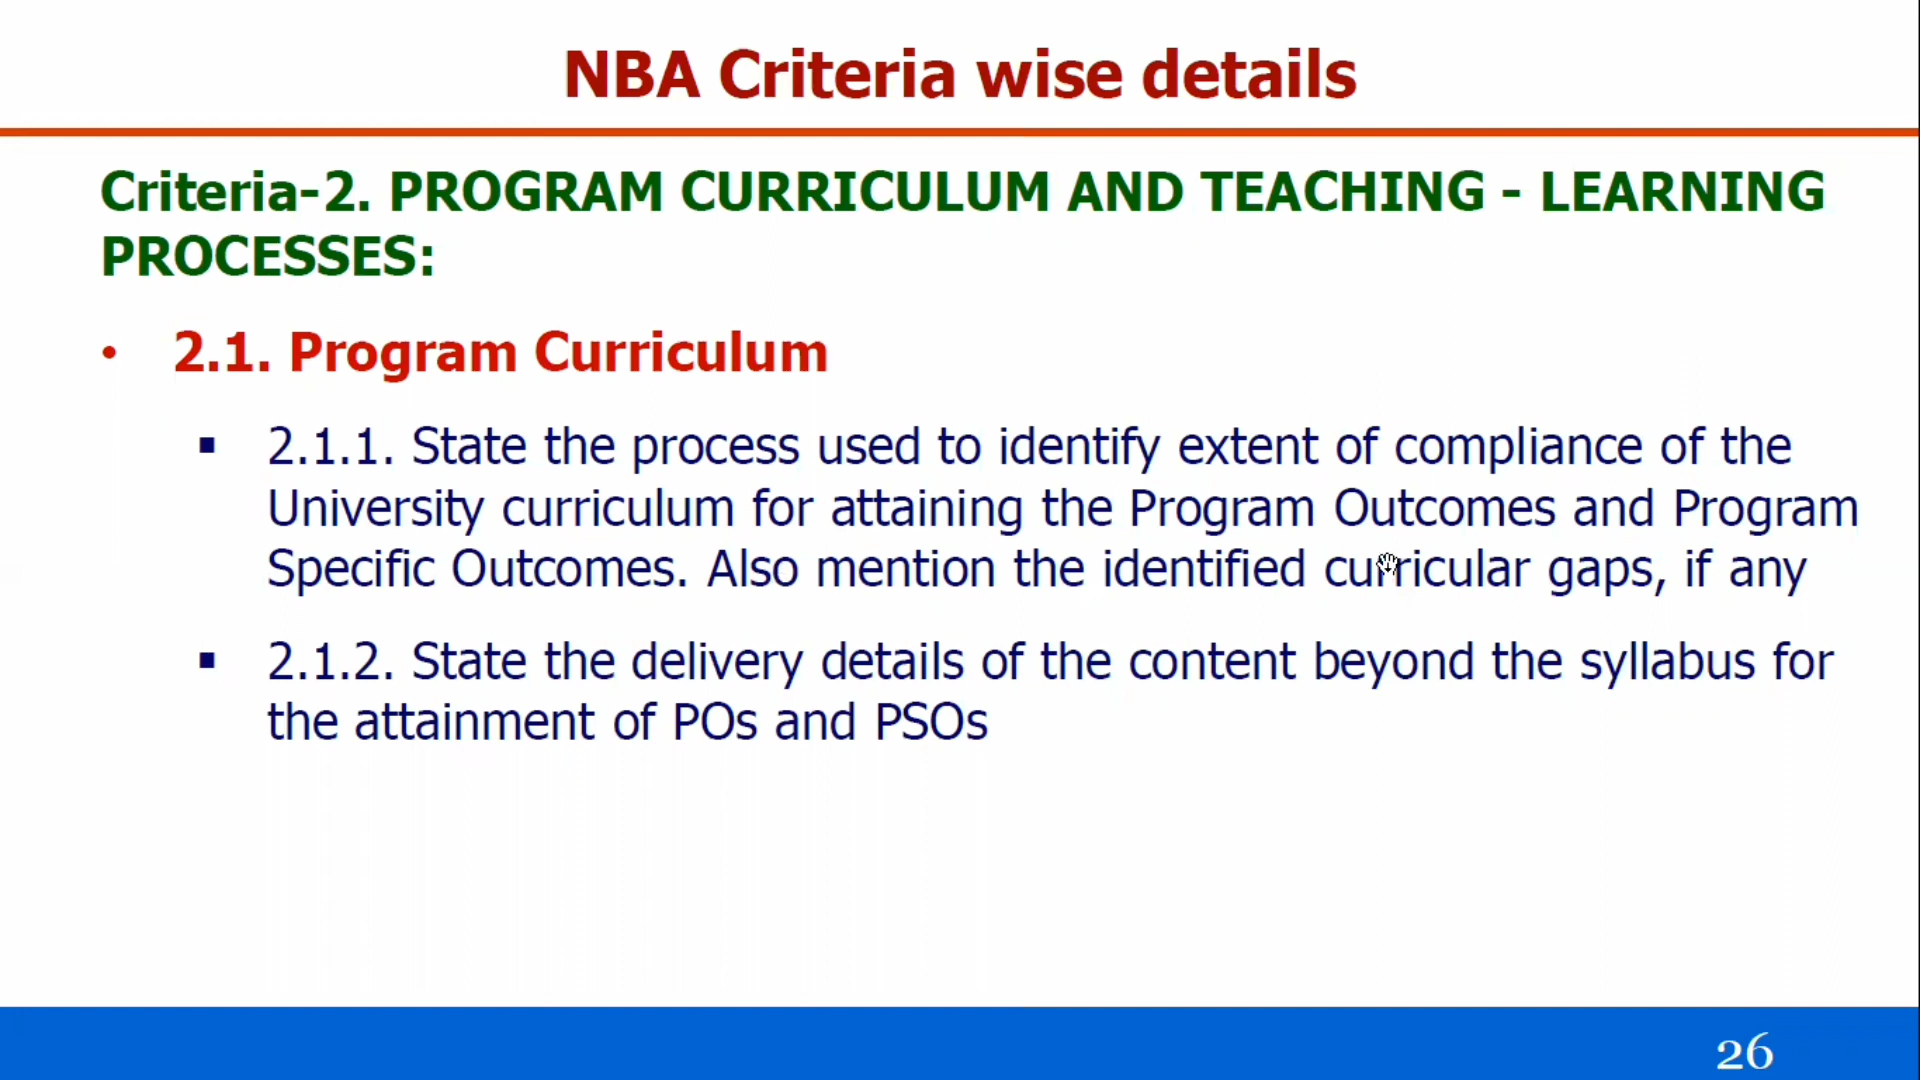 NBA Criteria wise details
Criteria-2. PROGRAM CURRICULUM AND TEACHING - LEARNING
PROCESSES:
• 2.1. Program Curriculum
▪ 2.1.1. State the process used to identify extent of compliance of the
University curriculum for attaining the Program Outcomes and Program
Specific Outcomes. Also mention the identified curricular gaps, if any
▪ 2.1.2. State the delivery details of the content beyond the syllabus for
the attainment of POs and PSOs
26